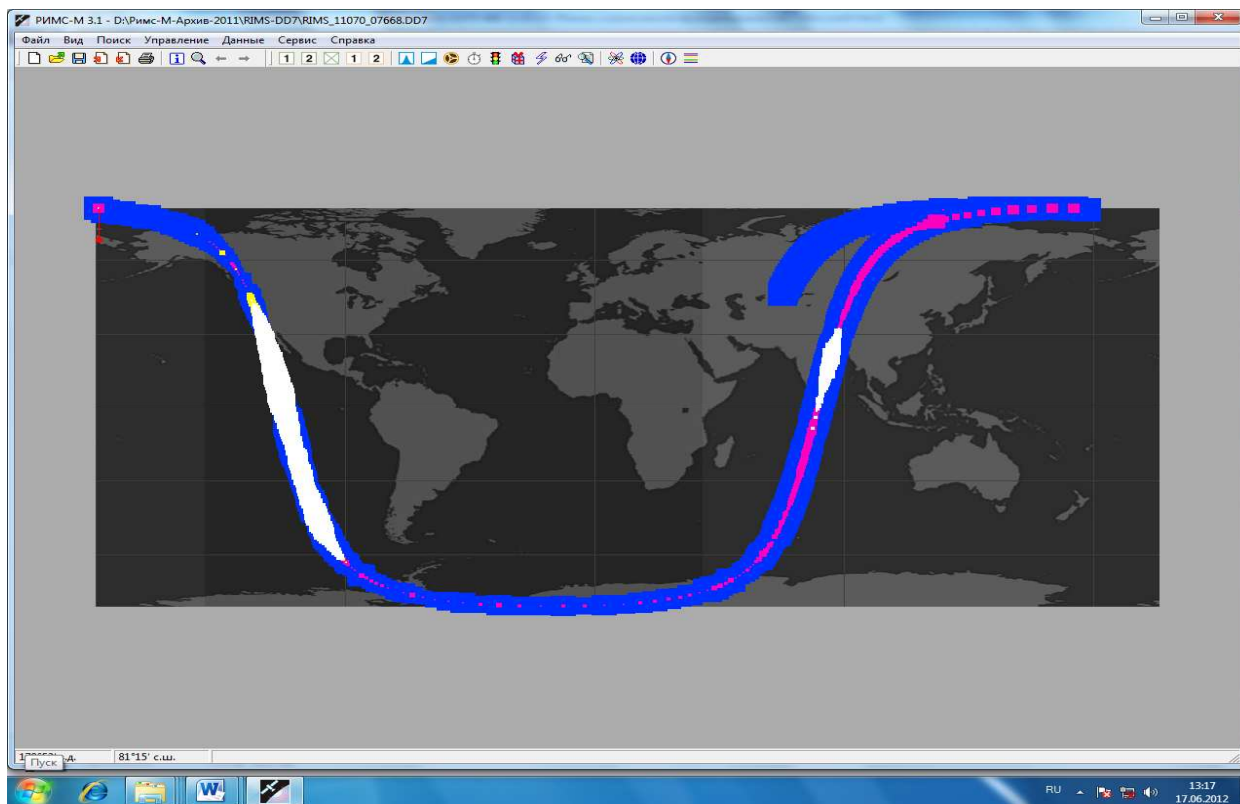 РИМС-М 3.1 - D:\Римс-М-Архив-2011\RIMS-DD7\RIMS_11070_07668.DD7
Файл Вид Поиск Управление Данные Сервис Справка
1 2 1 2
81°15' с.ш.
Пуск
W
RU
13:17
17.06.2012